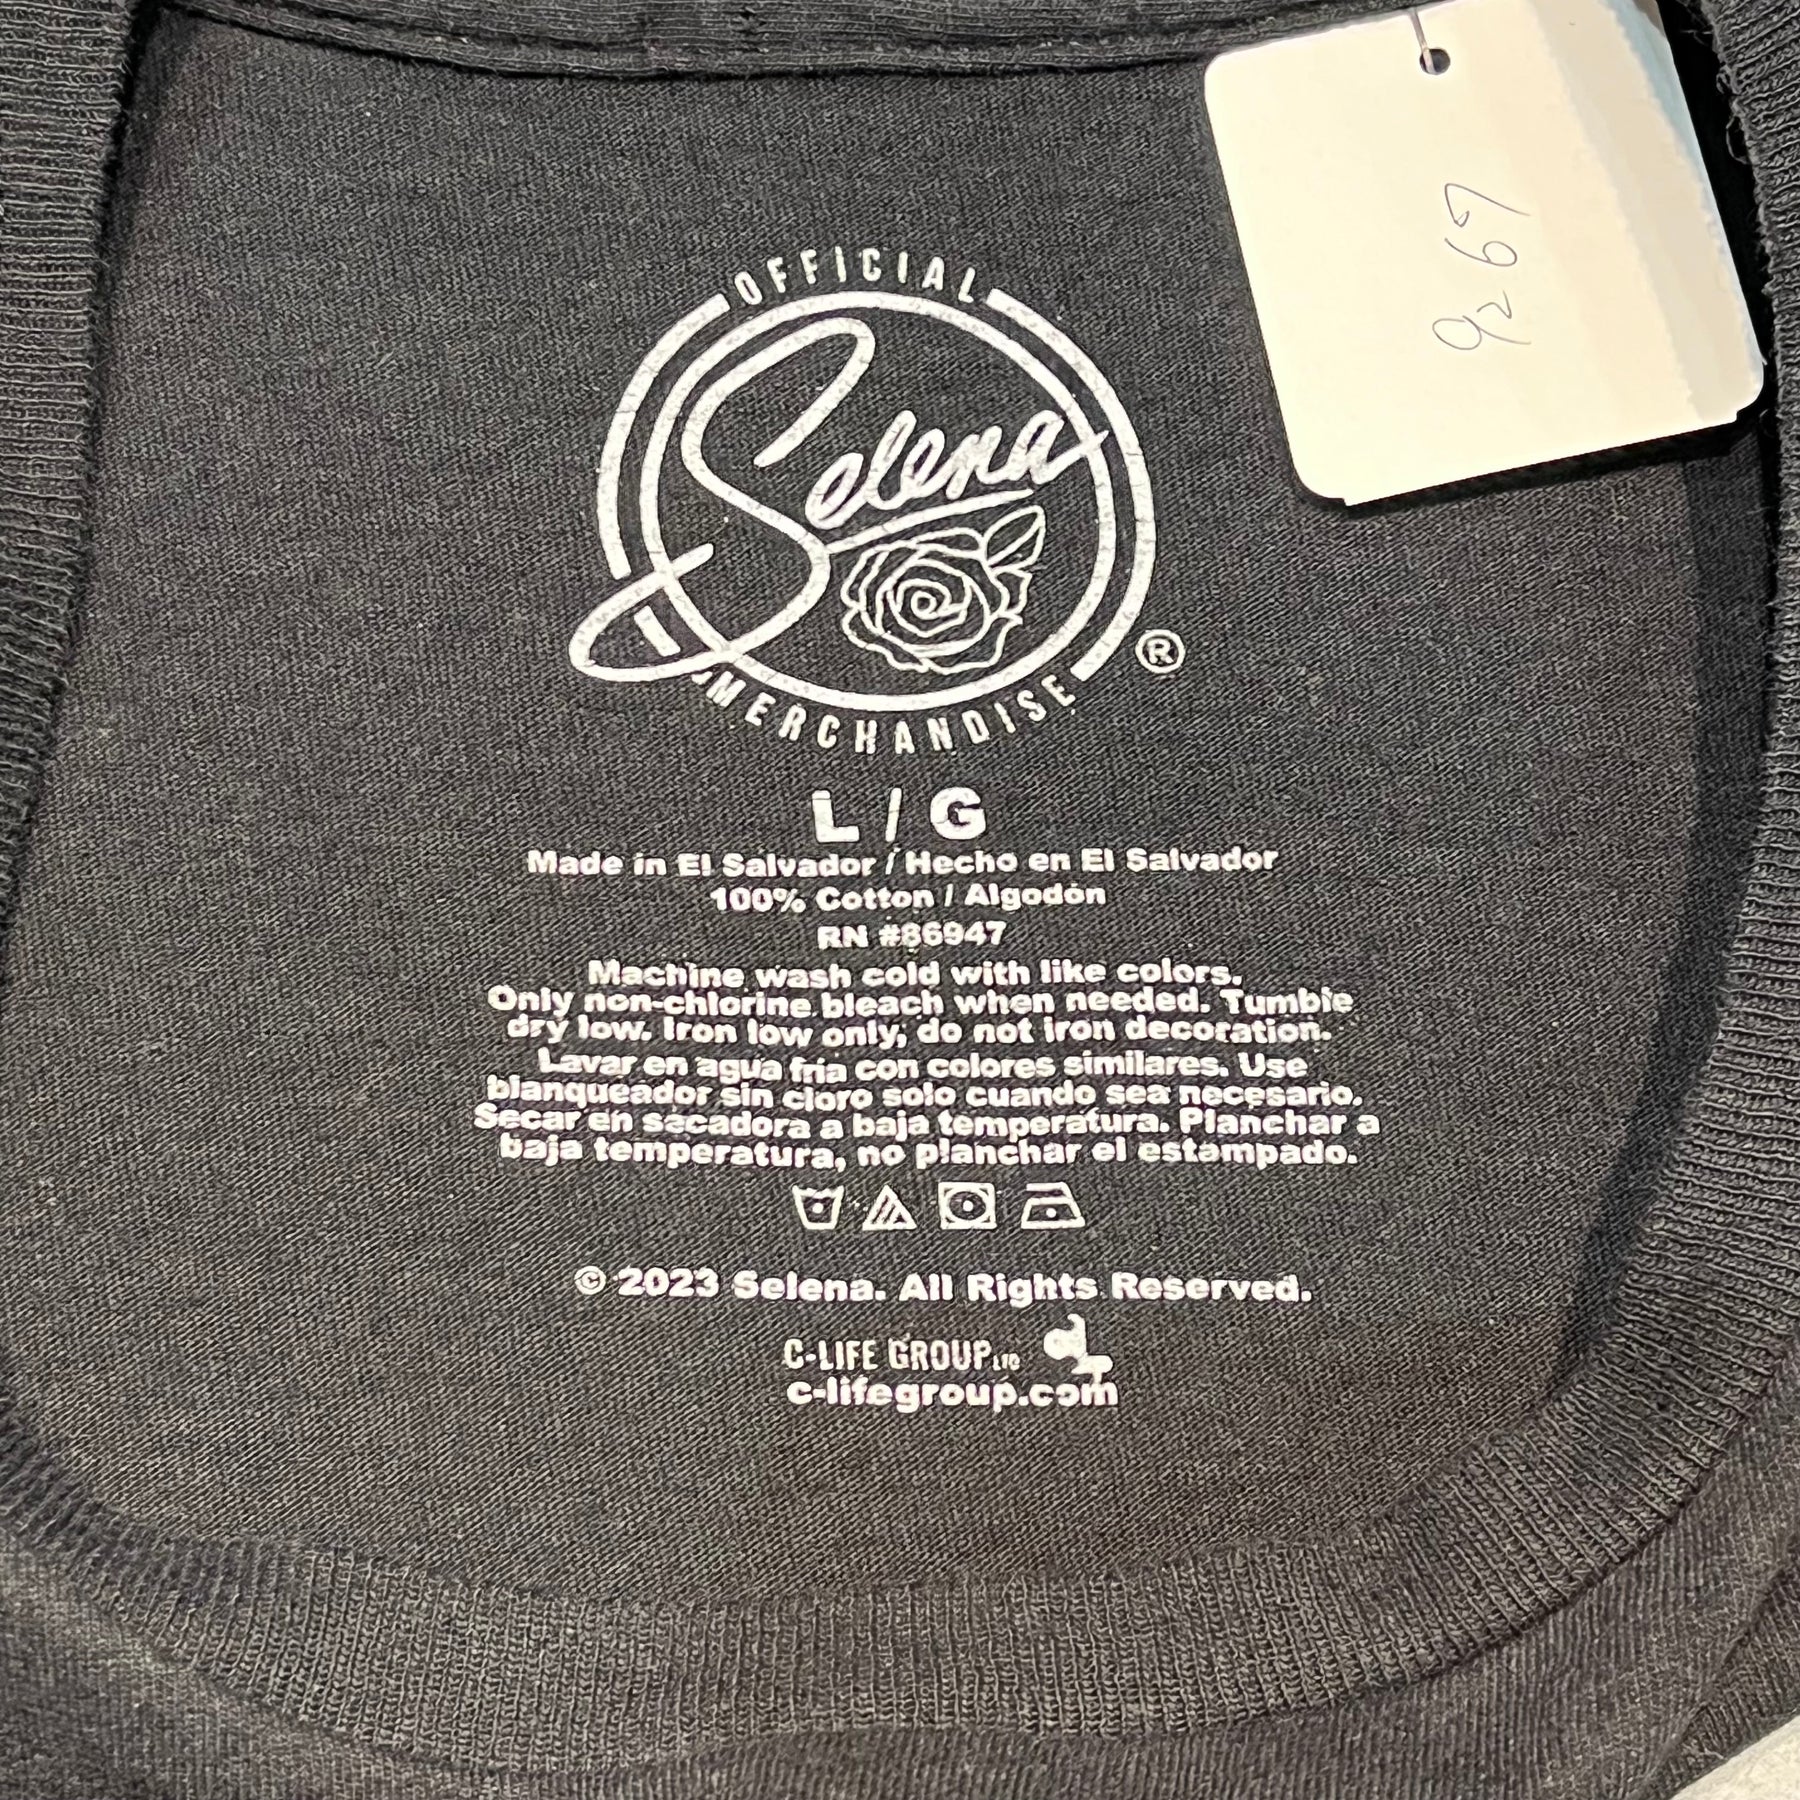 9267
OFFICIAL
Selena
®
MERCHANDISE
L / G
Made in El Salvador / Hecho en El Salvador
100% Cotton / Algodón
RN #86947
Machine wash cold with like colors.
Only non-chlorine bleach when needed. Tumble
dry low. Iron low only, do not iron decoration.
Lavar en agua fría con colores similares. Use
blanqueador sin cloro solo cuando sea necesario.
Secar en sacadora a baja temperatura. Planchar a
baja temperatura, no planchar el estampado.
© 2023 Selena. All Rights Reserved.
C-LIFE GROUP LTD
c-lifegroup.com